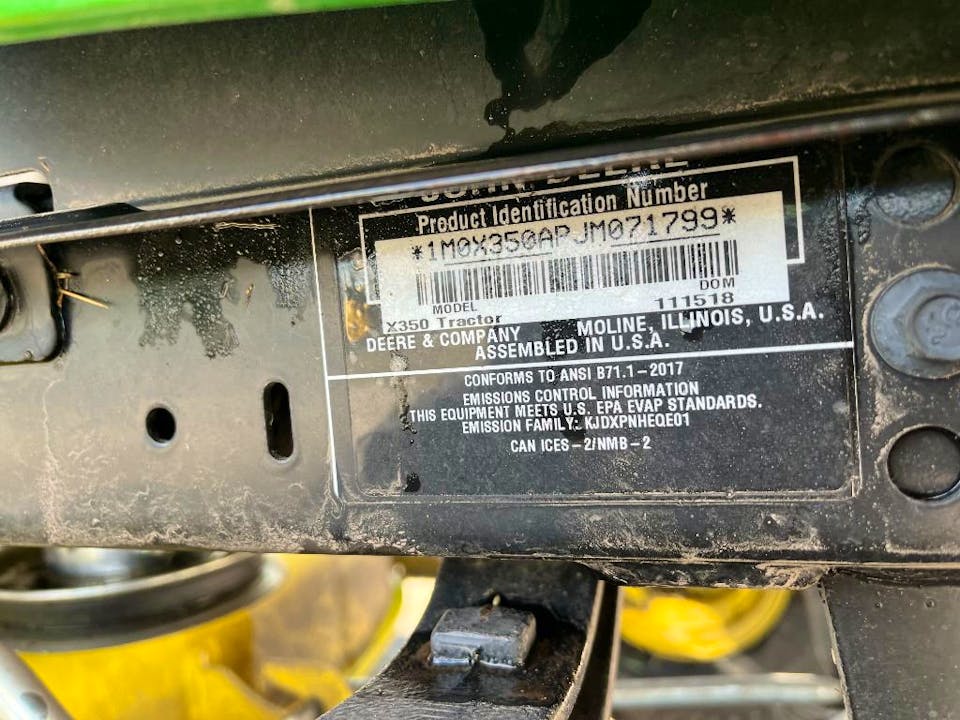 JOHN DEERE
Product Identification Number
*1M0X350APJM071799*
MODEL
DOM
X350 Tractor
111518
DEERE & COMPANY
MOLINE, ILLINOIS, U.S.A.
ASSEMBLED IN U.S.A.
CONFORMS TO ANSI B71.1-2017
EMISSIONS CONTROL INFORMATION
THIS EQUIPMENT MEETS U.S. EPA EVAP STANDARDS.
EMISSION FAMILY: KJDXPNHEQE01
CAN ICES-2/NMB-2